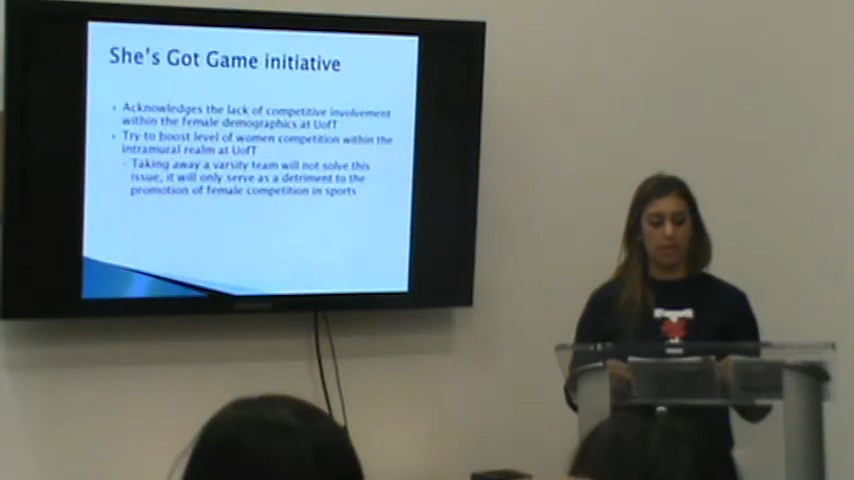 She's Got Game initiative
Acknowledges the lack of competitive involvement
within the female demographics at UofT
Try to boost level of women competition within the
intramural realm at UofT
Taking away a varsity team will not solve this
issue, it will only serve as a detriment to the
promotion of female competition in sports